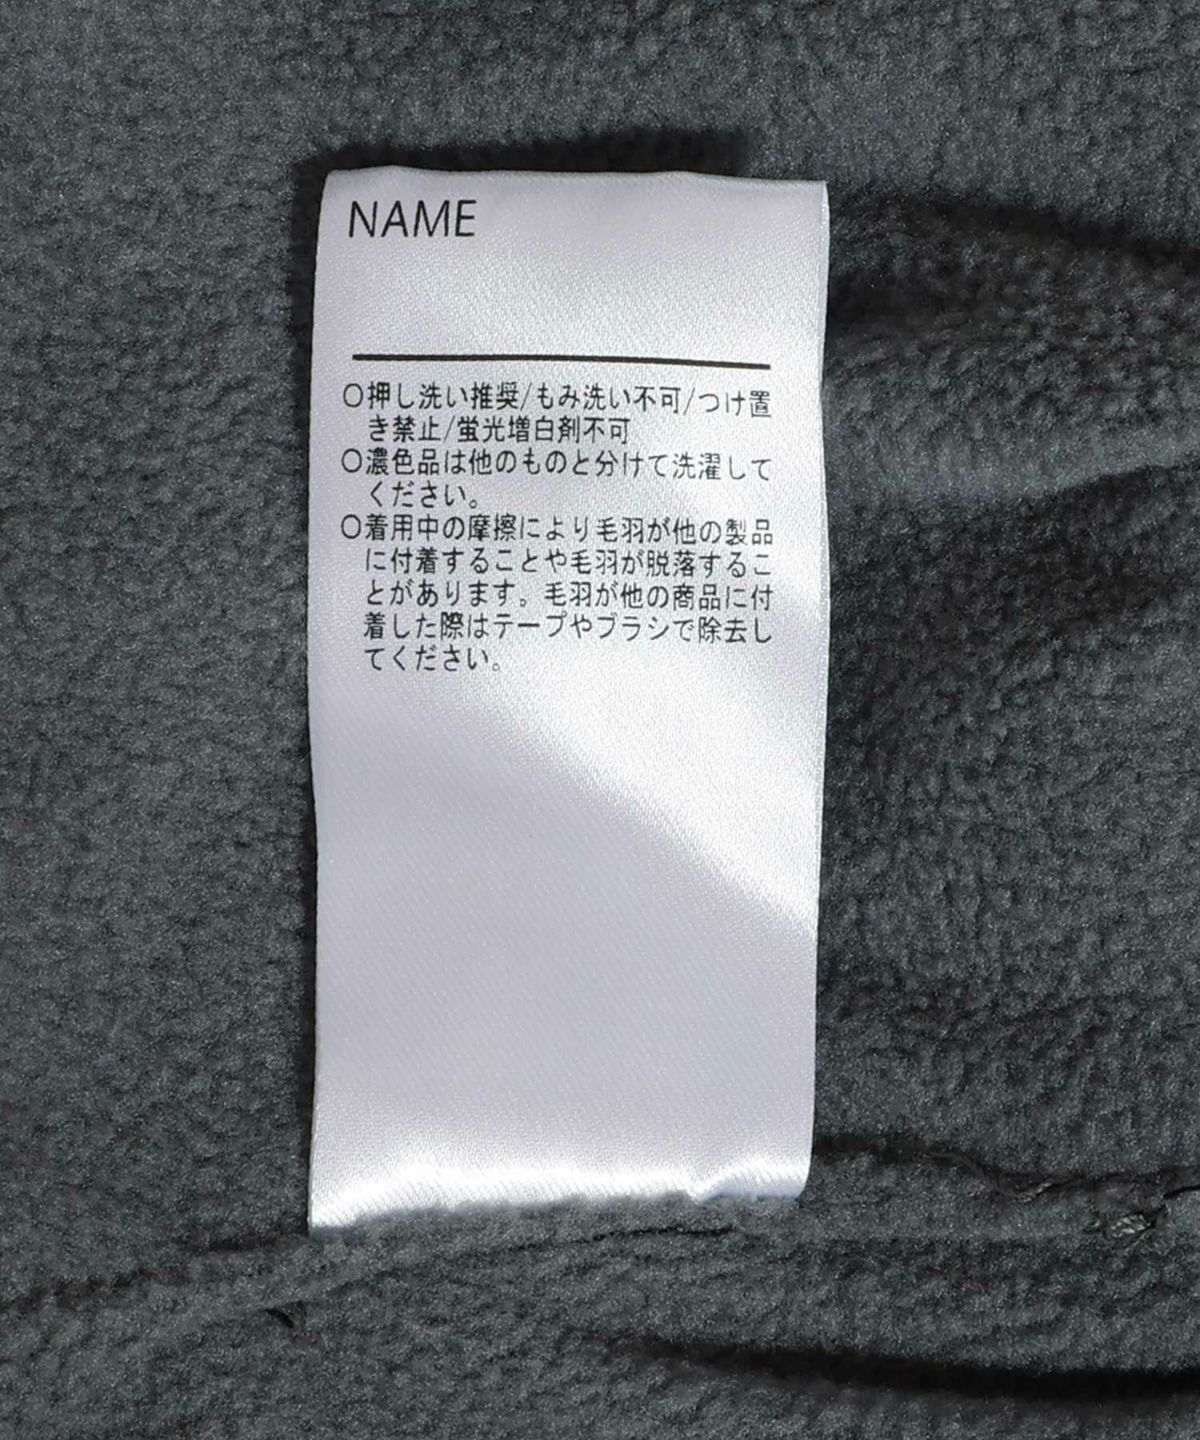 NAME
○押し洗い推奨/もみ洗い不可/つけ置
き禁止/蛍光増白剤不可
○濃色品は他のものと分けて洗濯して
ください。
○着用中の摩擦により毛羽が他の製品
に付着することや毛羽が脱落するこ
とがあります。毛羽が他の商品に付
着した際はテープやブラシで除去し
てください。